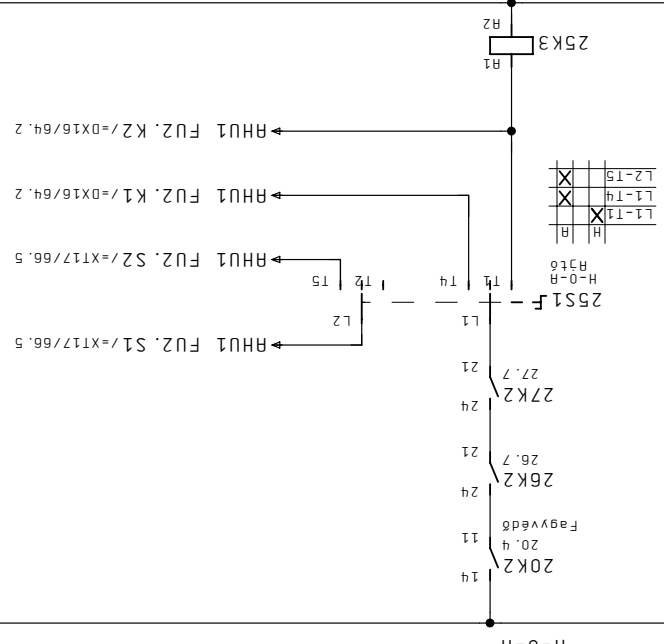 14
20K2
20.4
11
Fagyvédő
24
26K2
26.7
21
24
27K2
27.7
21
AHU1 FU2.S1/=XT17/66.5
25S1
H-0-A
Ajtó
L1
L2
T1
T4
T2
T5
AHU1 FU2.S2/=XT17/66.5
H A
L1-T1 X
L1-T4 X
L2-T5 X
AHU1 FU2.K1/=DX16/64.2
AHU1 FU2.K2/=DX16/64.2
A1
25K3
A2